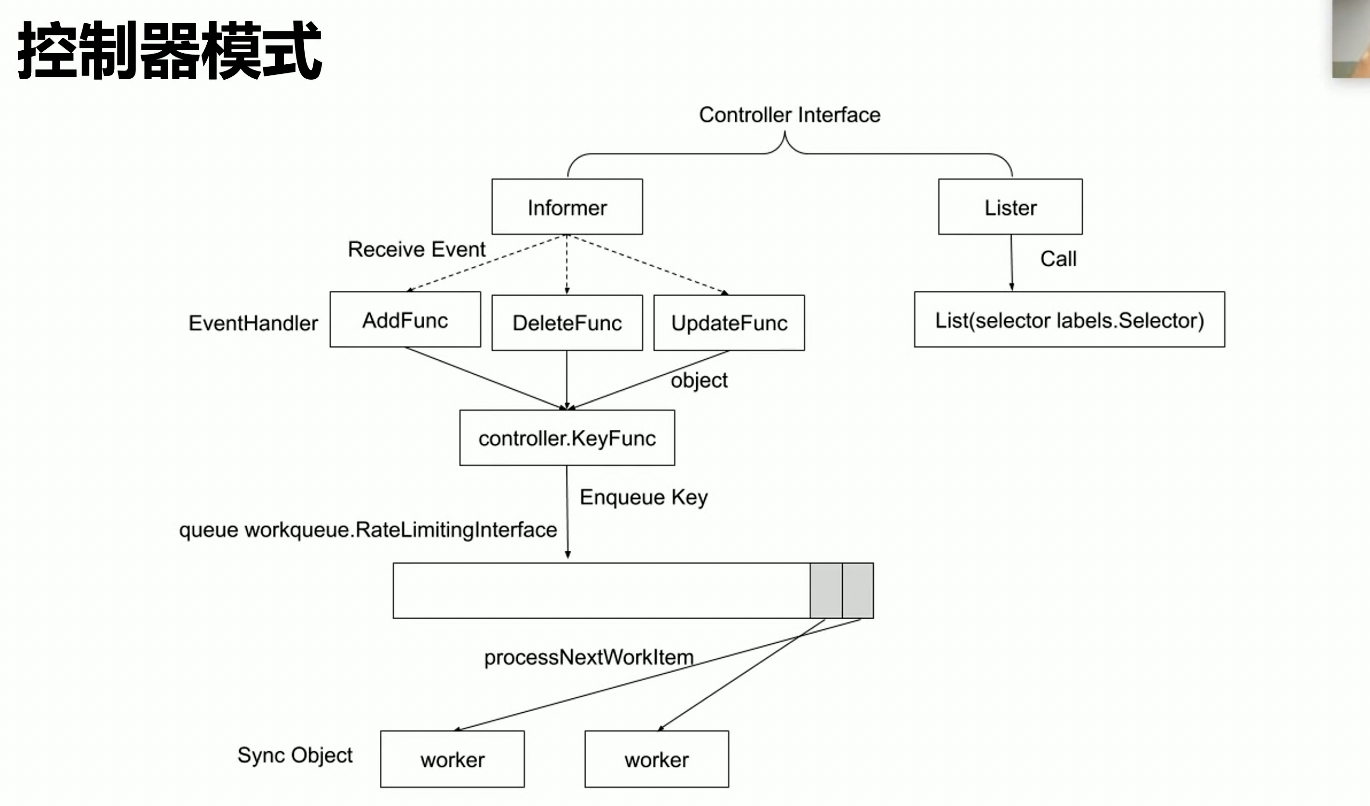 控制器模式
Controller Interface
Informer
Lister
Receive Event
Call
EventHandler
AddFunc
DeleteFunc
UpdateFunc
List(selector labels.Selector)
object
controller.KeyFunc
Enqueue Key
queue workqueue.RateLimitingInterface
processNextWorkItem
Sync Object
worker
worker